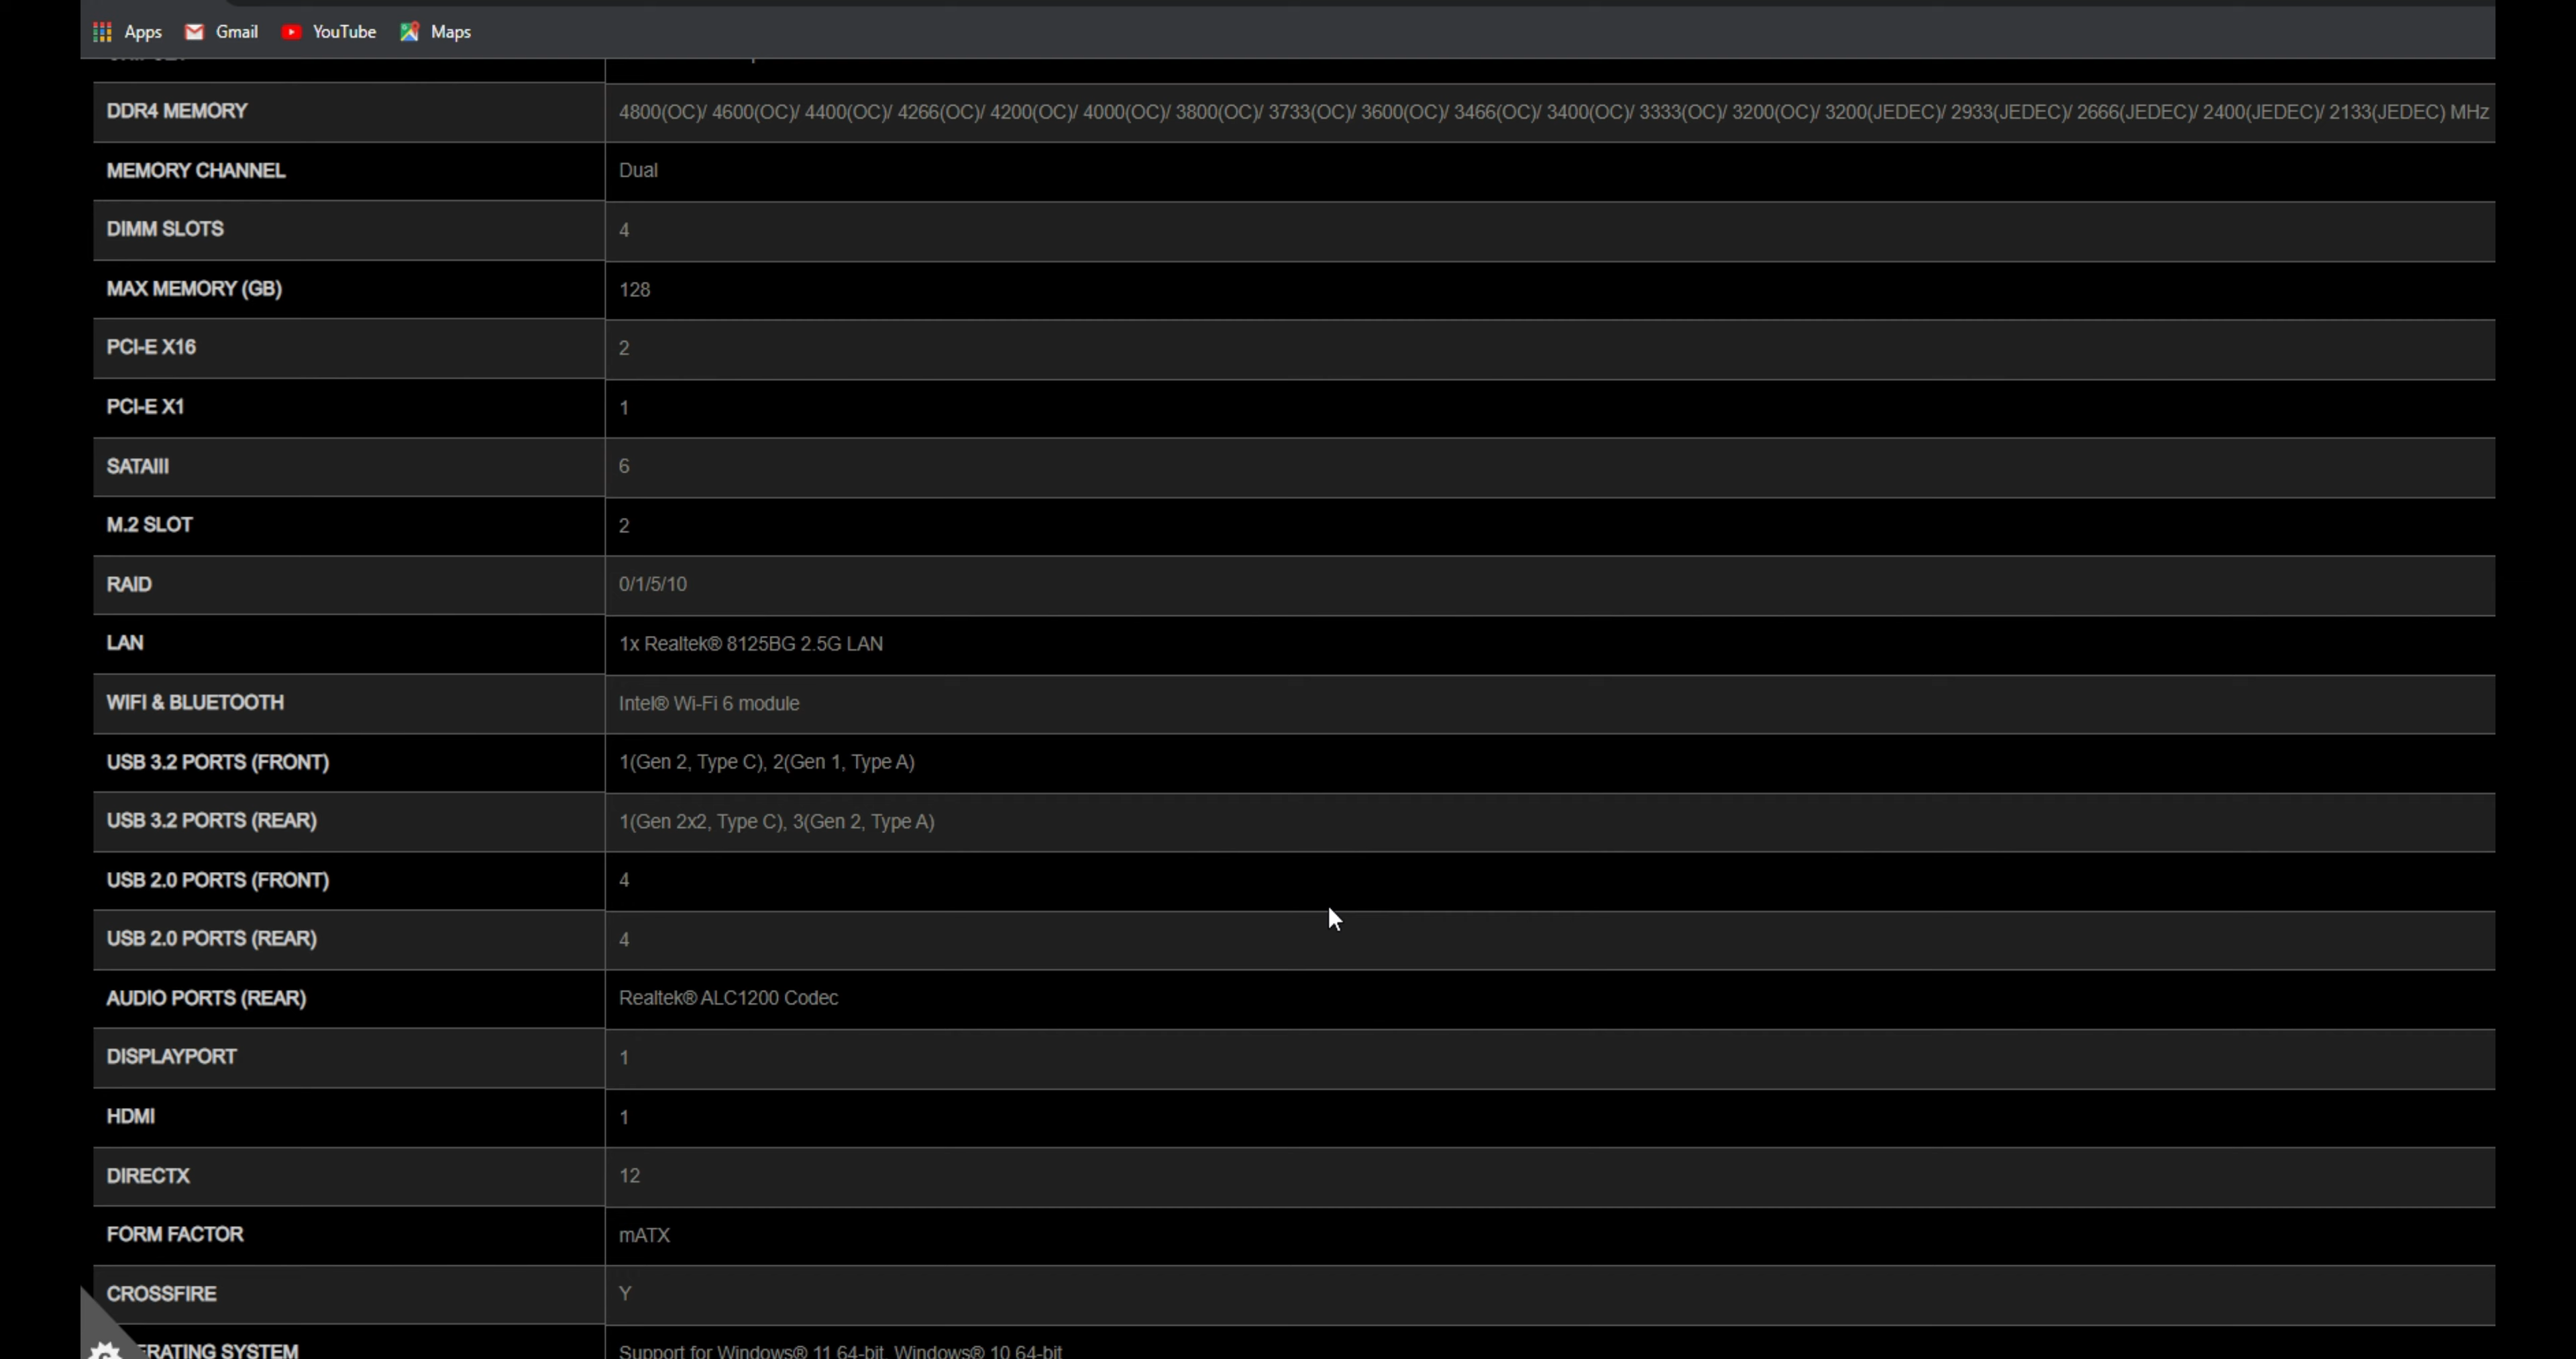 Apps Gmail YouTube Maps
DDR4 MEMORY 4800(OC)/ 4600(OC)/ 4400(OC)/ 4266(OC)/ 4200(OC)/ 4000(OC)/ 3800(OC)/ 3733(OC)/ 3600(OC)/ 3466(OC)/ 3400(OC)/ 3333(OC)/ 3200(OC)/ 3200(JEDEC)/ 2933(JEDEC)/ 2666(JEDEC)/ 2400(JEDEC)/ 2133(JEDEC) MHz
MEMORY CHANNEL Dual
DIMM SLOTS 4
MAX MEMORY (GB) 128
PCI-E X16 2
PCI-E X1 1
SATAIII 6
M.2 SLOT 2
RAID 0/1/5/10
LAN 1x Realtek® 8125BG 2.5G LAN
WIFI & BLUETOOTH Intel® Wi-Fi 6 module
USB 3.2 PORTS (FRONT) 1(Gen 2, Type C), 2(Gen 1, Type A)
USB 3.2 PORTS (REAR) 1(Gen 2x2, Type C), 3(Gen 2, Type A)
USB 2.0 PORTS (FRONT) 4
USB 2.0 PORTS (REAR) 4
AUDIO PORTS (REAR) Realtek® ALC1200 Codec
DISPLAYPORT 1
HDMI 1
DIRECTX 12
FORM FACTOR mATX
CROSSFIRE Y
ERATING SYSTEM Support for Windows® 11 64-bit, Windows® 10 64-bit